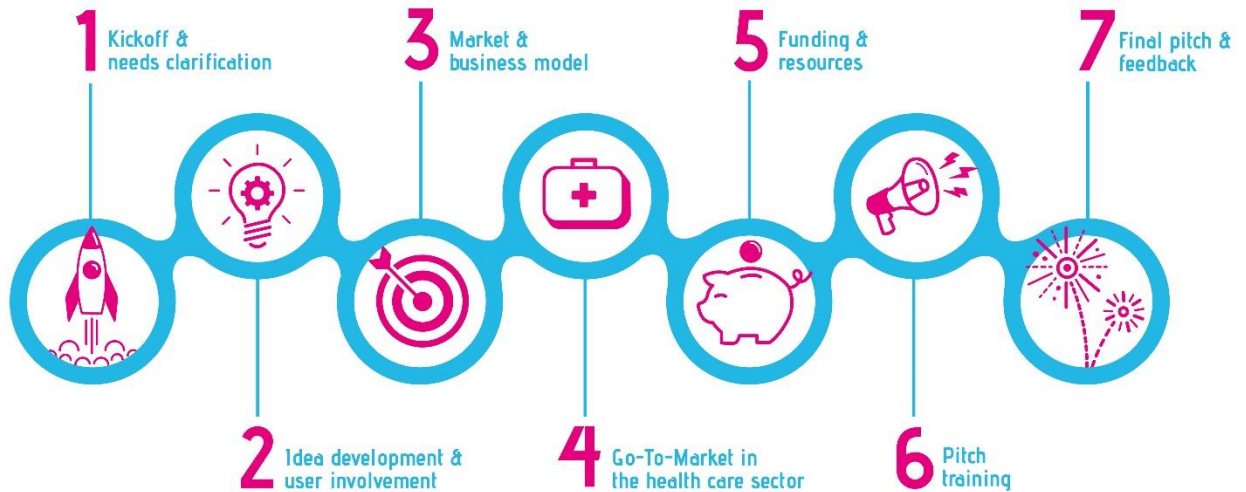 1 Kickoff &
needs clarification
2 Idea development &
user involvement
3 Market &
business model
4 Go-To-Market in
the health care sector
5 Funding &
resources
6 Pitch
training
7 Final pitch &
feedback